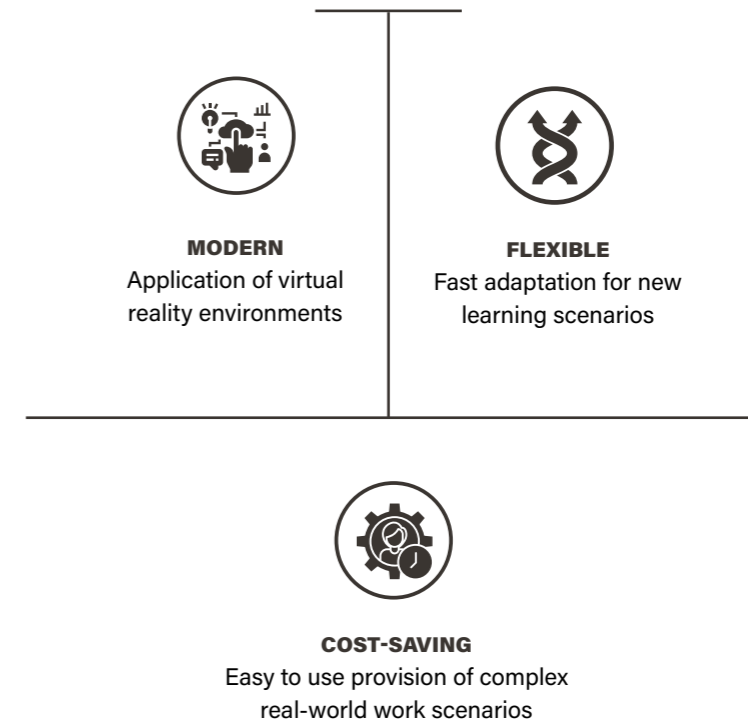 MODERN
Application of virtual
reality environments
FLEXIBLE
Fast adaptation for new
learning scenarios
COST-SAVING
Easy to use provision of complex
real-world work scenarios